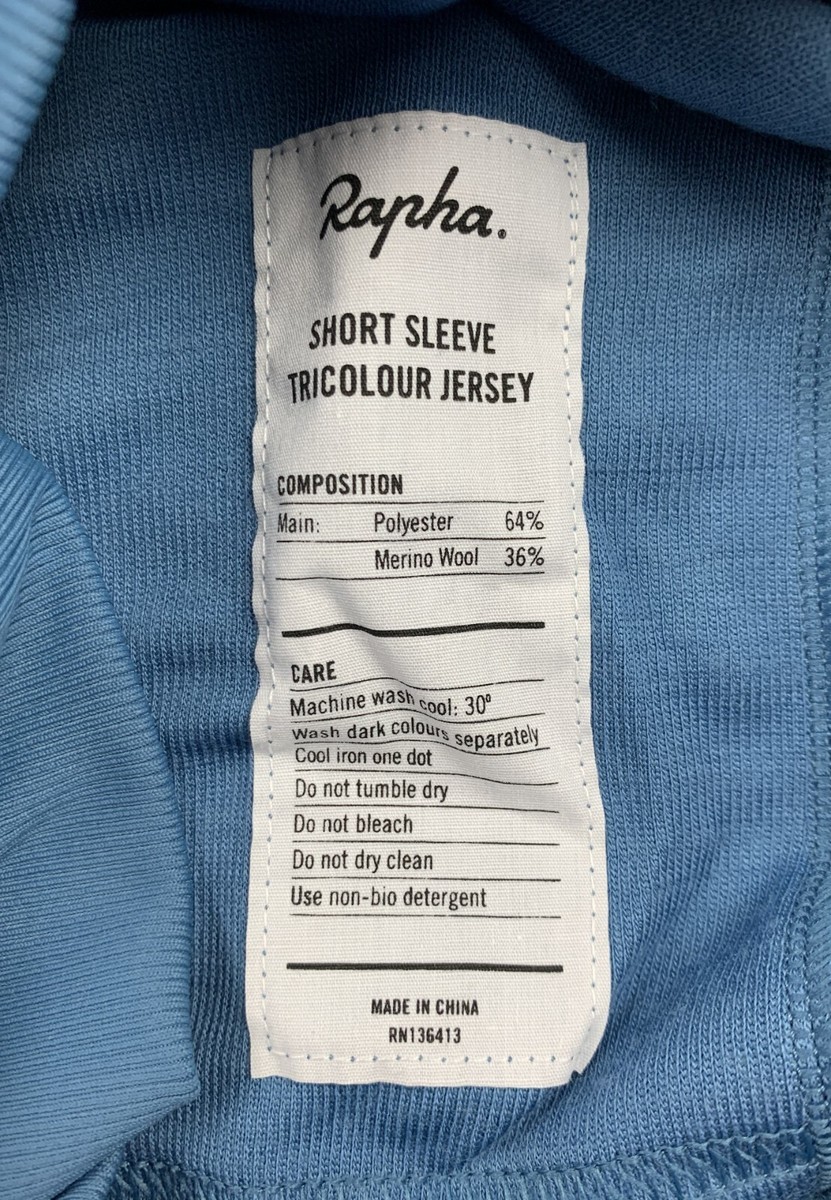 Rapha.
SHORT SLEEVE
TRICOLOUR JERSEY
COMPOSITION
Main: Polyester 64%
Merino Wool 36%
CARE
Machine wash cool: 30º
Wash dark colours separately
Cool iron one dot
Do not tumble dry
Do not bleach
Do not dry clean
Use non-bio detergent
MADE IN CHINA
RN136413